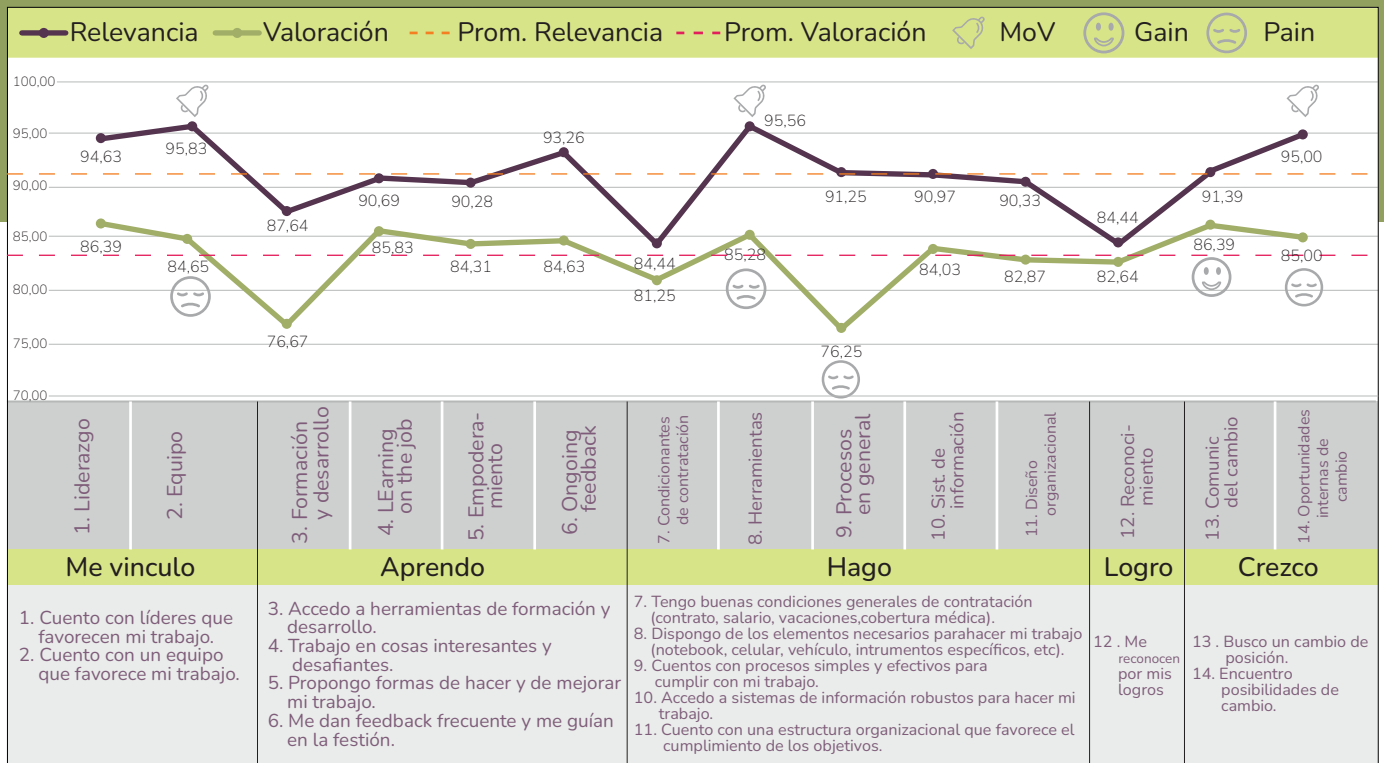 Relevancia Valoración Prom. Relevancia Prom. Valoración MoV Gain Pain
100,00
95,00
90,00
85,00
80,00
75,00
70,00
94,63
95,83
87,64
90,69
90,28
93,26
84,44
95,56
91,25
90,97
90,33
84,44
91,39
95,00
86,39
84,65
76,67
85,83
84,31
84,63
81,25
85,28
76,25
84,03
82,87
82,64
86,39
85,00
1. Liderazgo
2. Equipo
3. Formación
y desarrollo
4. LEarning
on the job
5. Empodera-
miento
6. Ongoing
feedback
7. Condicionantes
de contratación
8. Herramientas
9. Procesos
en general
10. Sist. de
información
11. Diseño
organizacional
12. Reconoci-
miento
13. Comunic
del cambio
14. Oportunidades
internas de
cambio
Me vinculo
Aprendo
Hago
Logro
Crezco
1. Cuento con líderes que
favorecen mi trabajo.
2. Cuento con un equipo
que favorece mi trabajo.
3. Accedo a herramientas de formación y
desarrollo.
4. Trabajo en cosas interesantes y
desafiantes.
5. Propongo formas de hacer y de mejorar
mi trabajo.
6. Me dan feedback frecuente y me guían
en la festión.
7. Tengo buenas condiciones generales de contratación
(contrato, salario, vacaciones,cobertura médica).
8. Dispongo de los elementos necesarios parahacer mi trabajo
(notebook, celular, vehículo, intrumentos específicos, etc).
9. Cuentos con procesos simples y efectivos para
cumplir con mi trabajo.
10. Accedo a sistemas de información robustos para hacer mi
trabajo.
11. Cuento con una estructura organizacional que favorece el
cumplimiento de los objetivos.
12 . Me
reconocen
por mis
logros
13 . Busco un cambio de
posición.
14. Encuentro
posibilidades de
cambio.